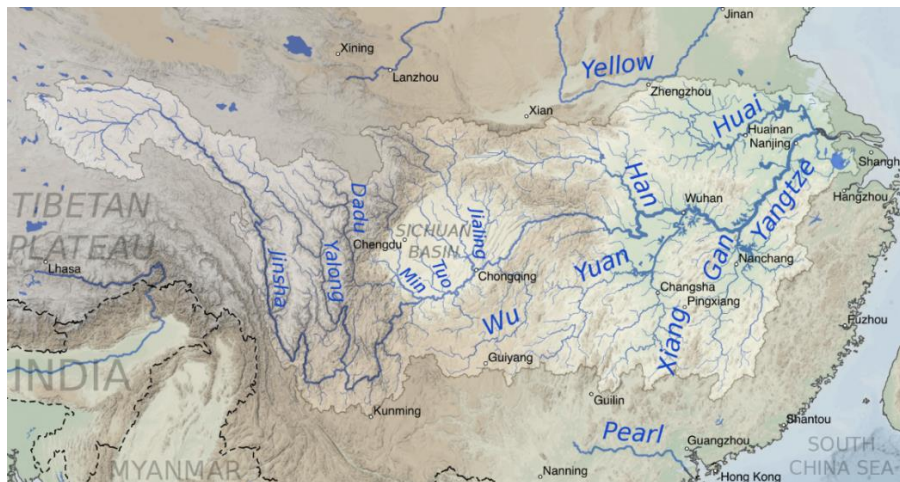 Jinan
Xining
Lanzhou
Yellow
Zhengzhou
Xian
Huai
Huainan
Nanjing
Shangh
Hangzhou
TIBETAN
PLATEAU
Lhasa
Jinsha
Yalong
Dadu
Chengdu
SICHUAN
BASIN
Min
Tuo
Jialing
Chongqing
Han
Wuhan
Yangtze
Gan
Nanchang
Yuan
Changsha
Pingxiang
Xiang
Wu
Guiyang
Fuzhou
INDIA
Kunming
Guilin
Shantou
Pearl
Guangzhou
SOUTH
CHINA SEA
MYANMAR
Nanning
Hong Kong